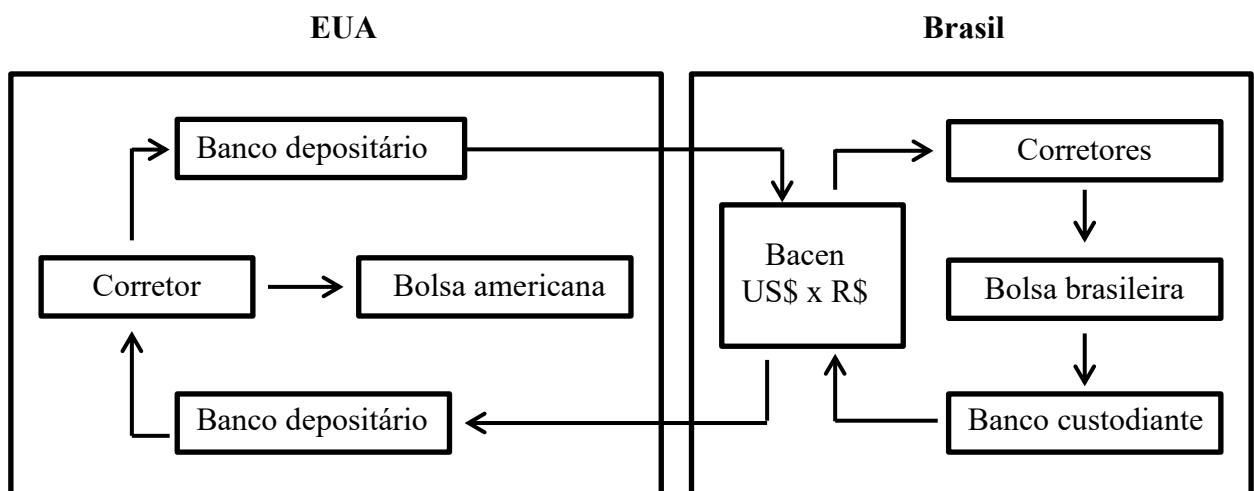 EUA
Brasil
Banco depositário
Corretores
Corretor
Bolsa americana
Bacen
US$ x R$
Bolsa brasileira
Banco depositário
Banco custodiante